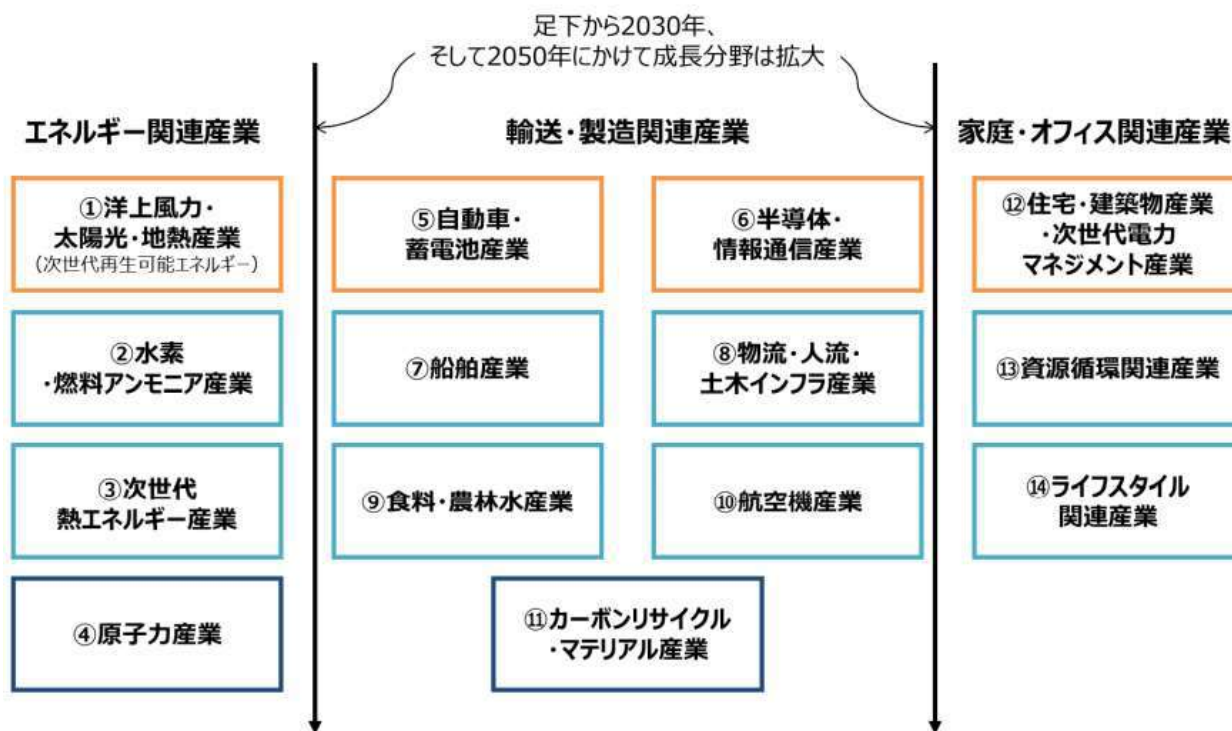 足下から2030年、
そして2050年にかけて成長分野は拡大
エネルギー関連産業
輸送・製造関連産業
家庭・オフィス関連産業
①洋上風力・
太陽光・地熱産業
（次世代再生可能エネルギー）
⑤自動車・
蓄電池産業
⑥半導体・
情報通信産業
⑫住宅・建築物産業
・次世代電力
マネジメント産業
②水素
・燃料アンモニア産業
⑦船舶産業
⑧物流・人流・
土木インフラ産業
⑬資源循環関連産業
③次世代
熱エネルギー産業
⑨食料・農林水産業
⑩航空機産業
⑭ライフスタイル
関連産業
④原子力産業
⑪カーボンリサイクル
・マテリアル産業